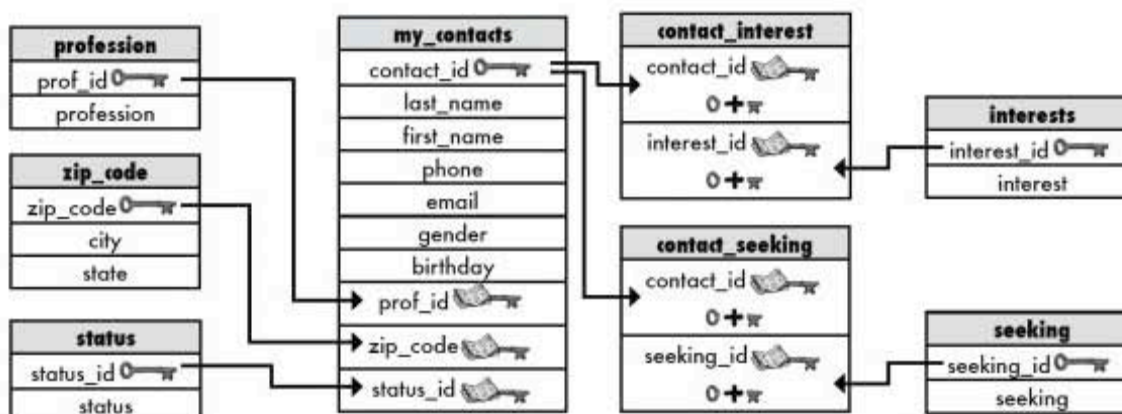 profession
prof_id
profession
zip_code
zip_code
city
state
status
status_id
status
my_contacts
contact_id
last_name
first_name
phone
email
gender
birthday
prof_id
zip_code
status_id
contact_interest
contact_id
interest_id
contact_seeking
contact_id
seeking_id
interests
interest_id
interest
seeking
seeking_id
seeking